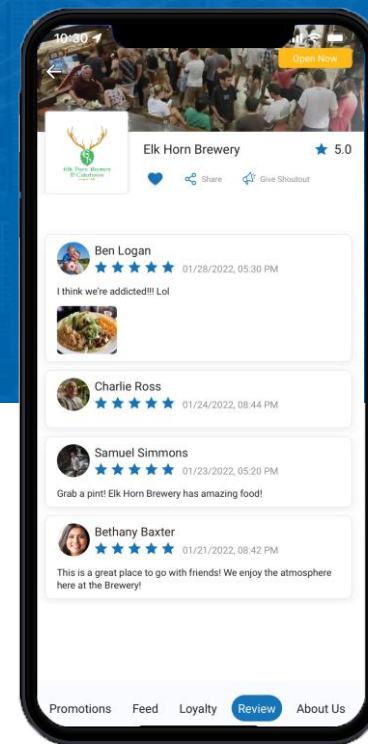 10:30
Open Now
Elk Horn Brewery
5.0
Elk Horn Brewery
& Ciderhouse
Share
Give Shoutout
Ben Logan
01/28/2022, 05:30 PM
I think we're addicted!!! Lol
Charlie Ross
01/24/2022, 08:44 PM
Samuel Simmons
01/23/2022, 05:20 PM
Grab a pint! Elk Horn Brewery has amazing food!
Bethany Baxter
01/21/2022, 08:42 PM
This is a great place to go with friends! We enjoy the atmosphere
here at the Brewery!
Promotions Feed Loyalty Review About Us